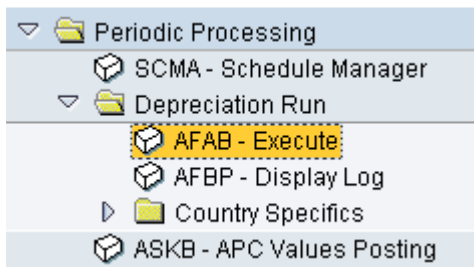 Periodic Processing
SCMA - Schedule Manager
Depreciation Run
AFAB - Execute
AFBP - Display Log
Country Specifics
ASKB - APC Values Posting